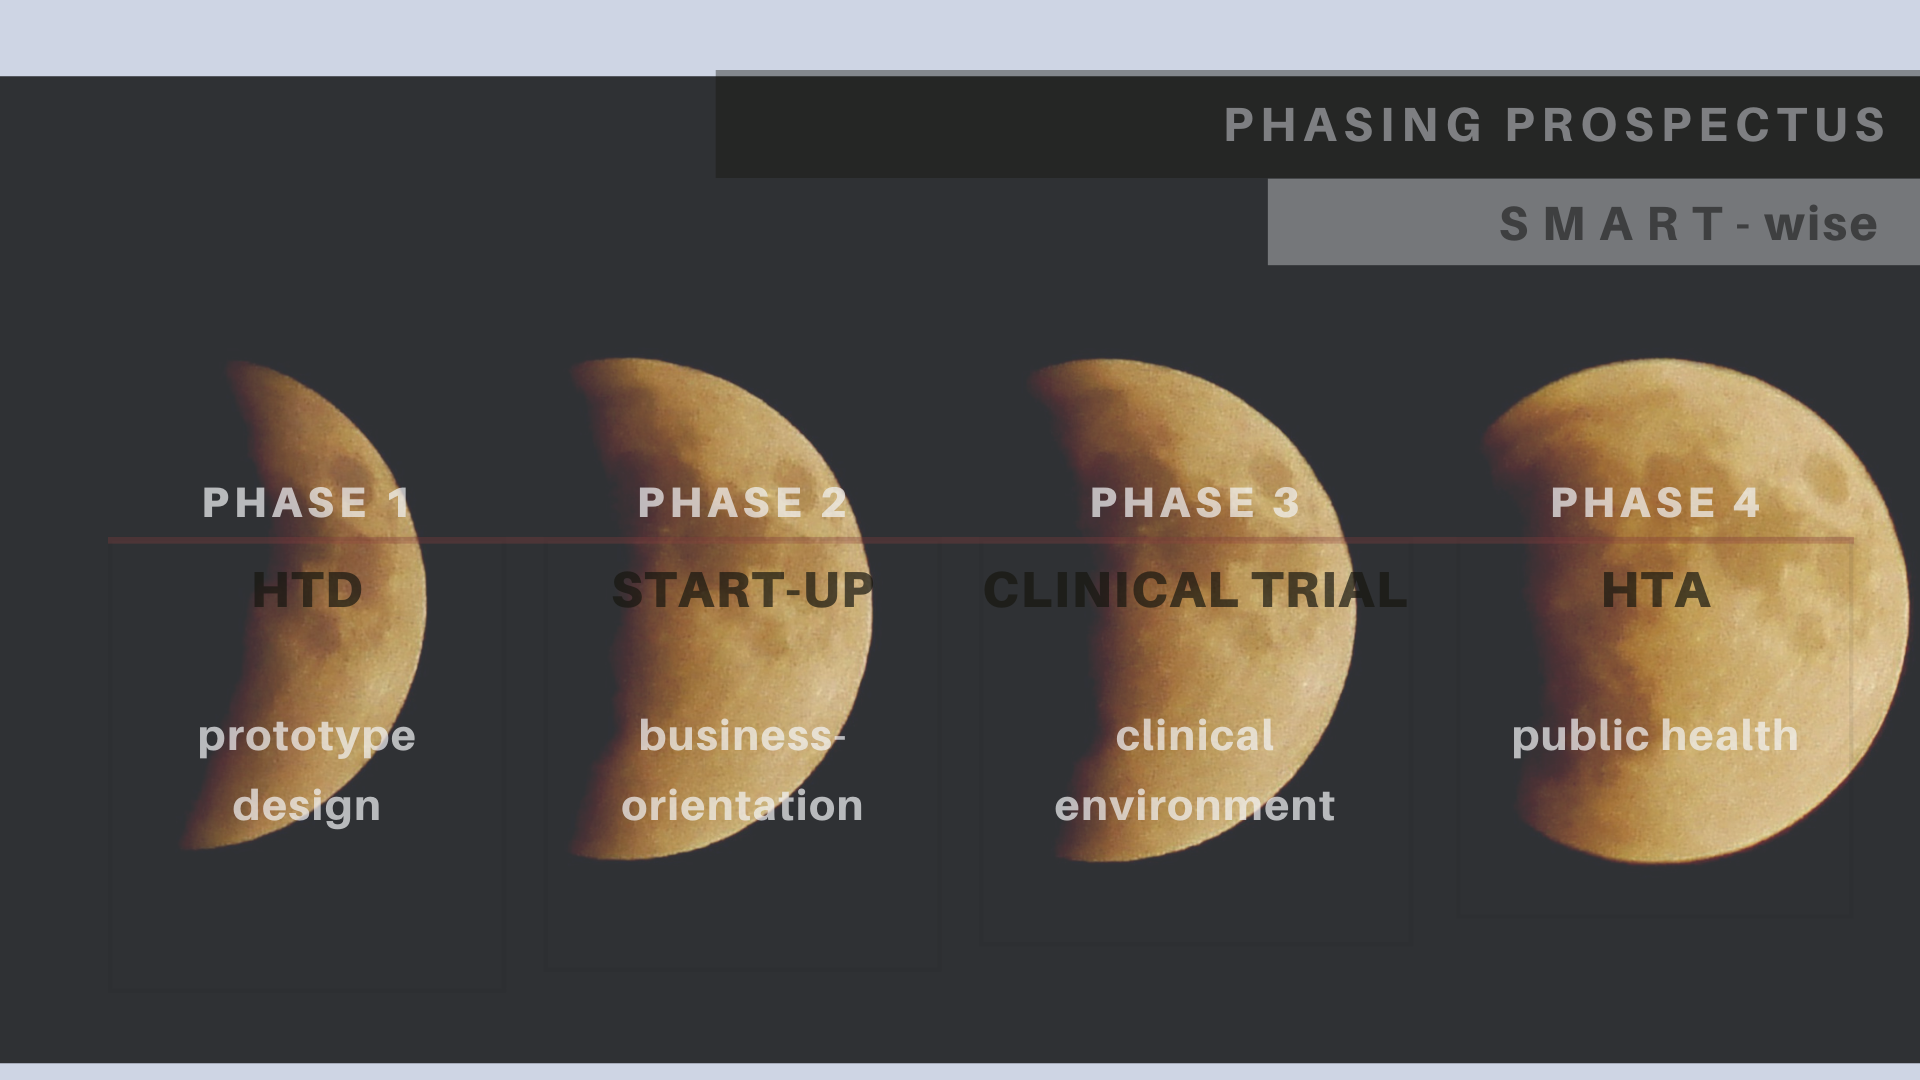 PHASING PROSPECTUS
S M A R T - wise
PHASE 1
HTD
prototype
design
PHASE 2
START-UP
business-
orientation
PHASE 3
CLINICAL TRIAL
clinical
environment
PHASE 4
HTA
public health